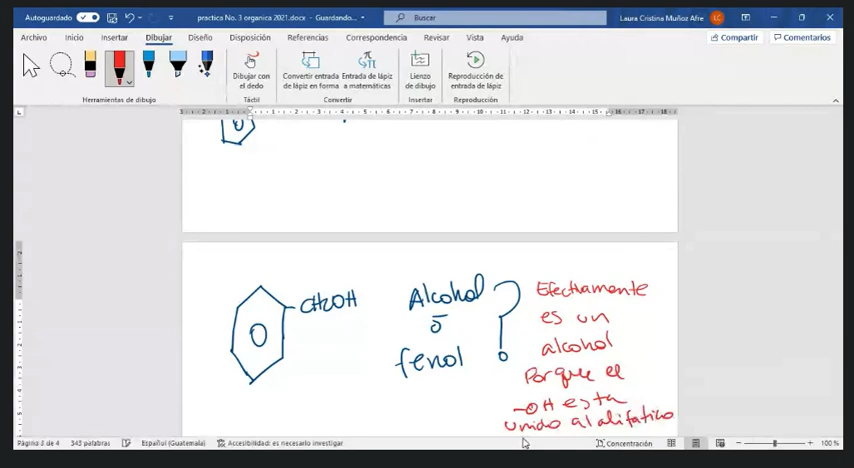 Autoguardado
practica No. 3 organica 2021.docx - Guardando...
Buscar
Laura Cristina Muñoz Afre
LC
Archivo Inicio Insertar Dibujar Diseño Disposición Referencias Correspondencia Revisar Vista Ayuda
Compartir Comentarios
Dibujar con el dedo
Convertir entrada de lápiz en forma
Entrada de lápiz a matemáticas
Lienzo de dibujo
Reproducción de entrada de lápiz
Herramientas de dibujo Táctil Convertir Insertar Reproducción
CH2OH
Alcohol
ō
fenol
?
Efectivamente
es un
alcohol
Porque el
-OH esta
unido al alifatico
Página 3 de 4 345 palabras Español (Guatemala) Accesibilidad: es necesario investigar Concentración 100 %